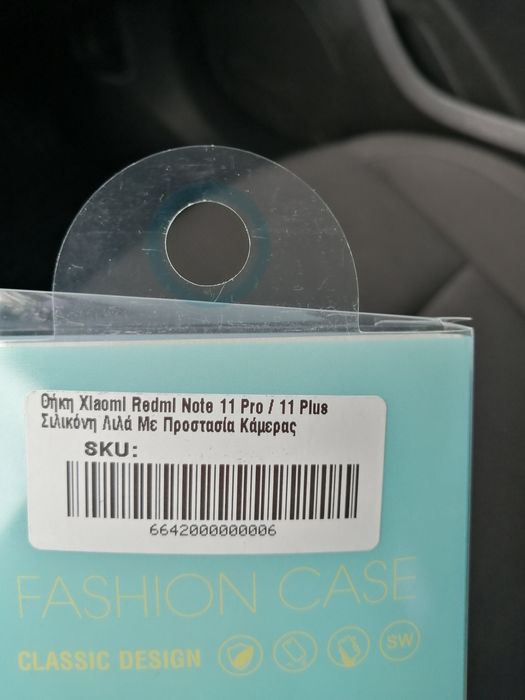 Θήκη Xiaomi Redmi Note 11 Pro / 11 Plus
Σιλικόνη Λιλά Με Προστασία Κάμερας
SKU:
6642000000006
FASHION CASE
CLASSIC DESIGN SW